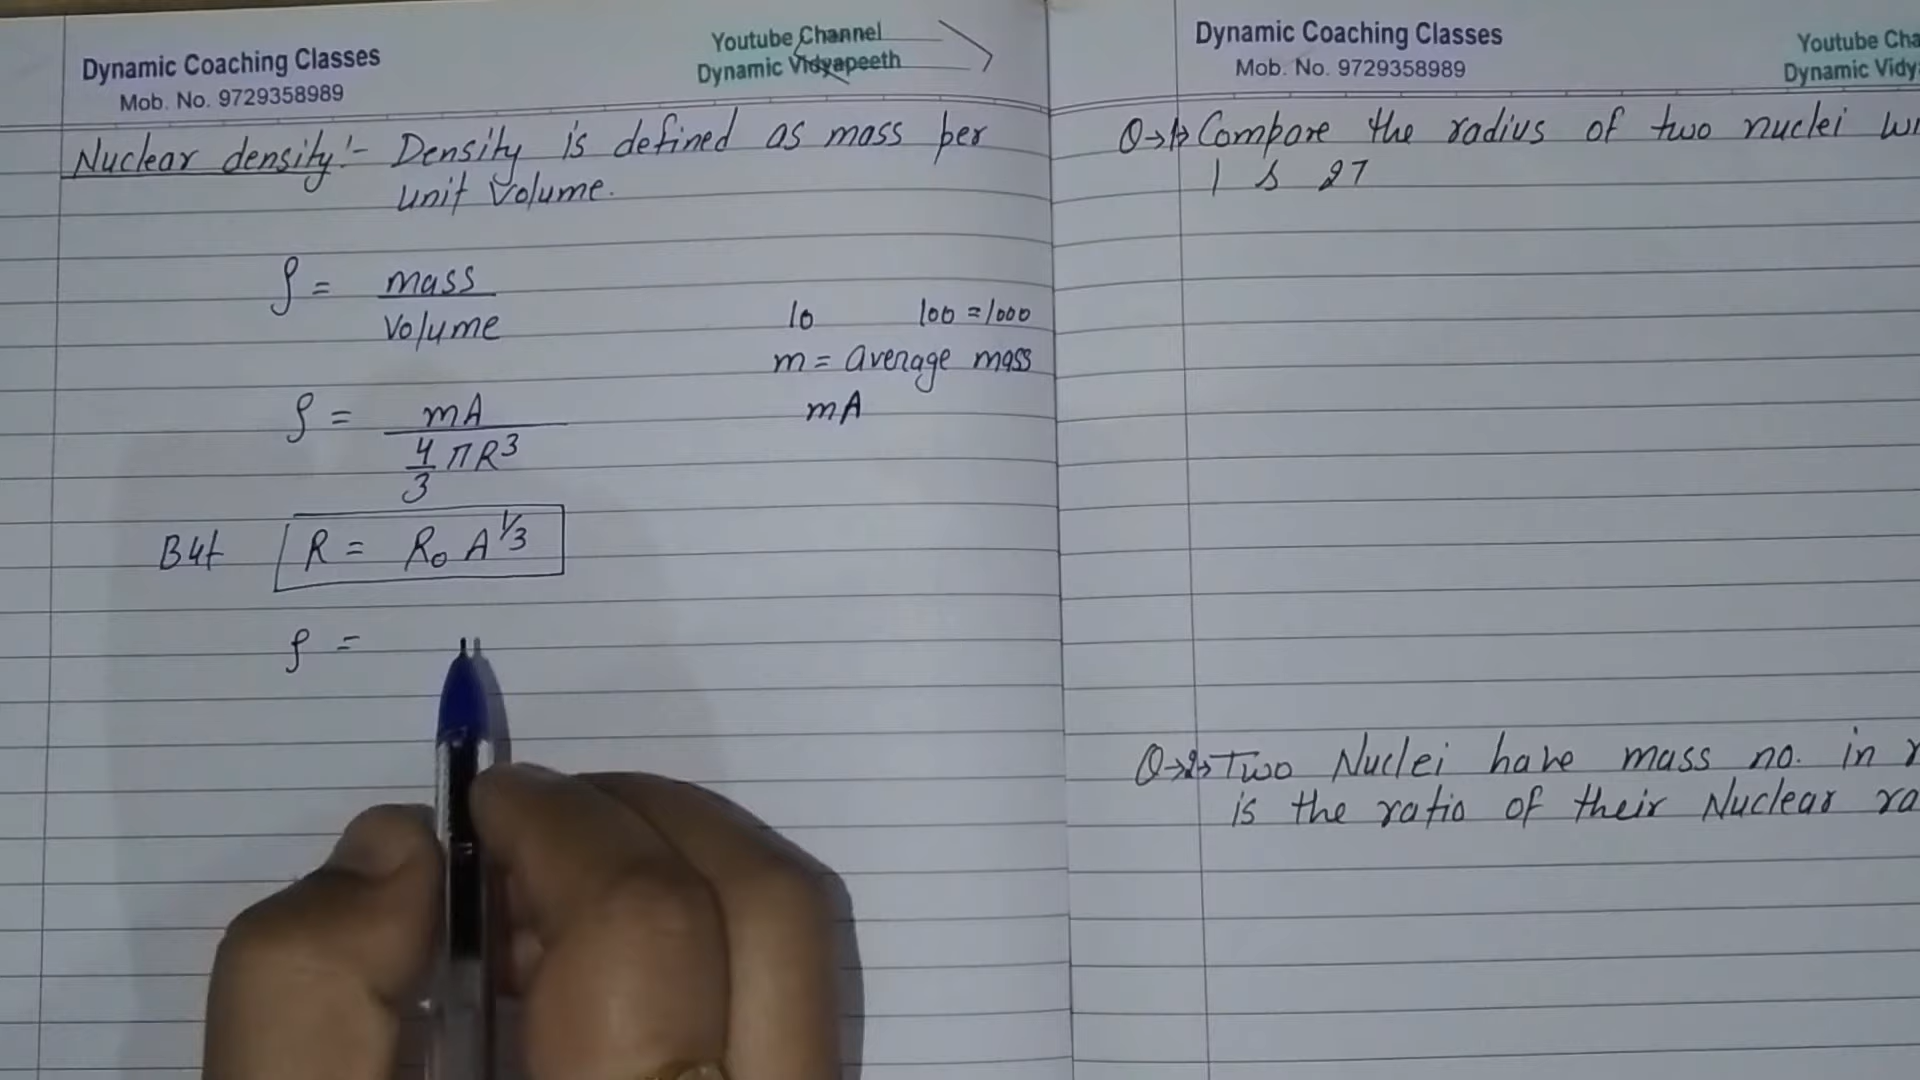 Dynamic Coaching Classes
Mob. No. 9729358989
Youtube Channel
Dynamic Vidyapeeth
Nuclear density:- Density is defined as mass per
unit volume.
ρ = mass
Volume
10 100 = 1000
m = average mass
ρ = mA
4/3 πR³
mA
But R = R₀ A^1/3
ρ =
Dynamic Coaching Classes
Mob. No. 9729358989
Youtube
Dynamic
Q→1> Compare the radius of two nuclei
1 & 27
Q→2> Two Nuclei have mass no. in
is the ratio of their Nuclear